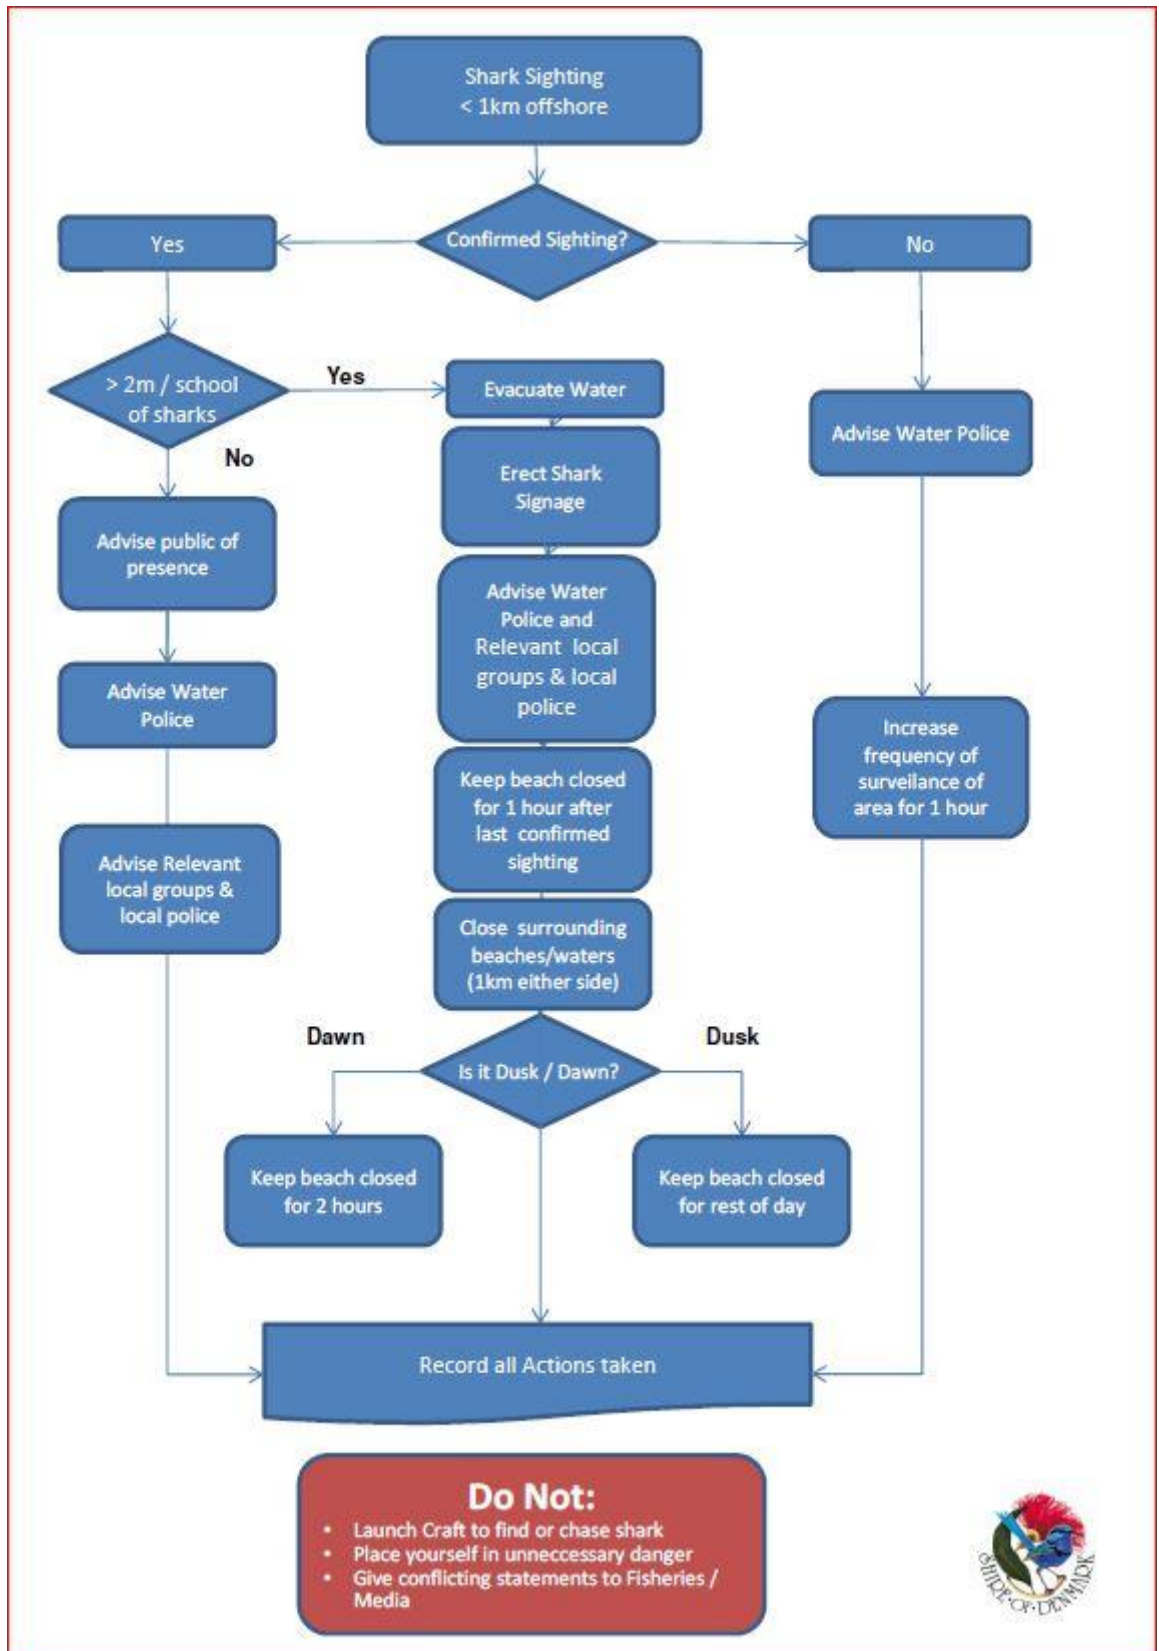 Shark Sighting
< 1km offshore
Confirmed Sighting?
Yes
No
> 2m / school
of sharks
Yes
No
Evacuate Water
Erect Shark
Signage
Advise Water
Police and
Relevant local
groups & local
police
Keep beach closed
for 1 hour after
last confirmed
sighting
Close surrounding
beaches/waters
(1km either side)
Advise public of
presence
Advise Water
Police
Advise Relevant
local groups &
local police
Advise Water Police
Increase
frequency of
surveilance of
area for 1 hour
Dawn
Dusk
Is it Dusk / Dawn?
Keep beach closed
for 2 hours
Keep beach closed
for rest of day
Record all Actions taken
Do Not:
• Launch Craft to find or chase shark
• Place yourself in unneccessary danger
• Give conflicting statements to Fisheries /
Media
SHIRE·OF·DENMARK